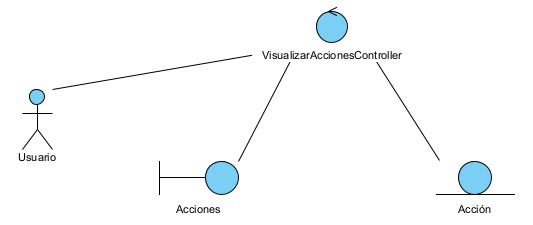 VisualizarAccionesController
Usuario
Acciones
Acción